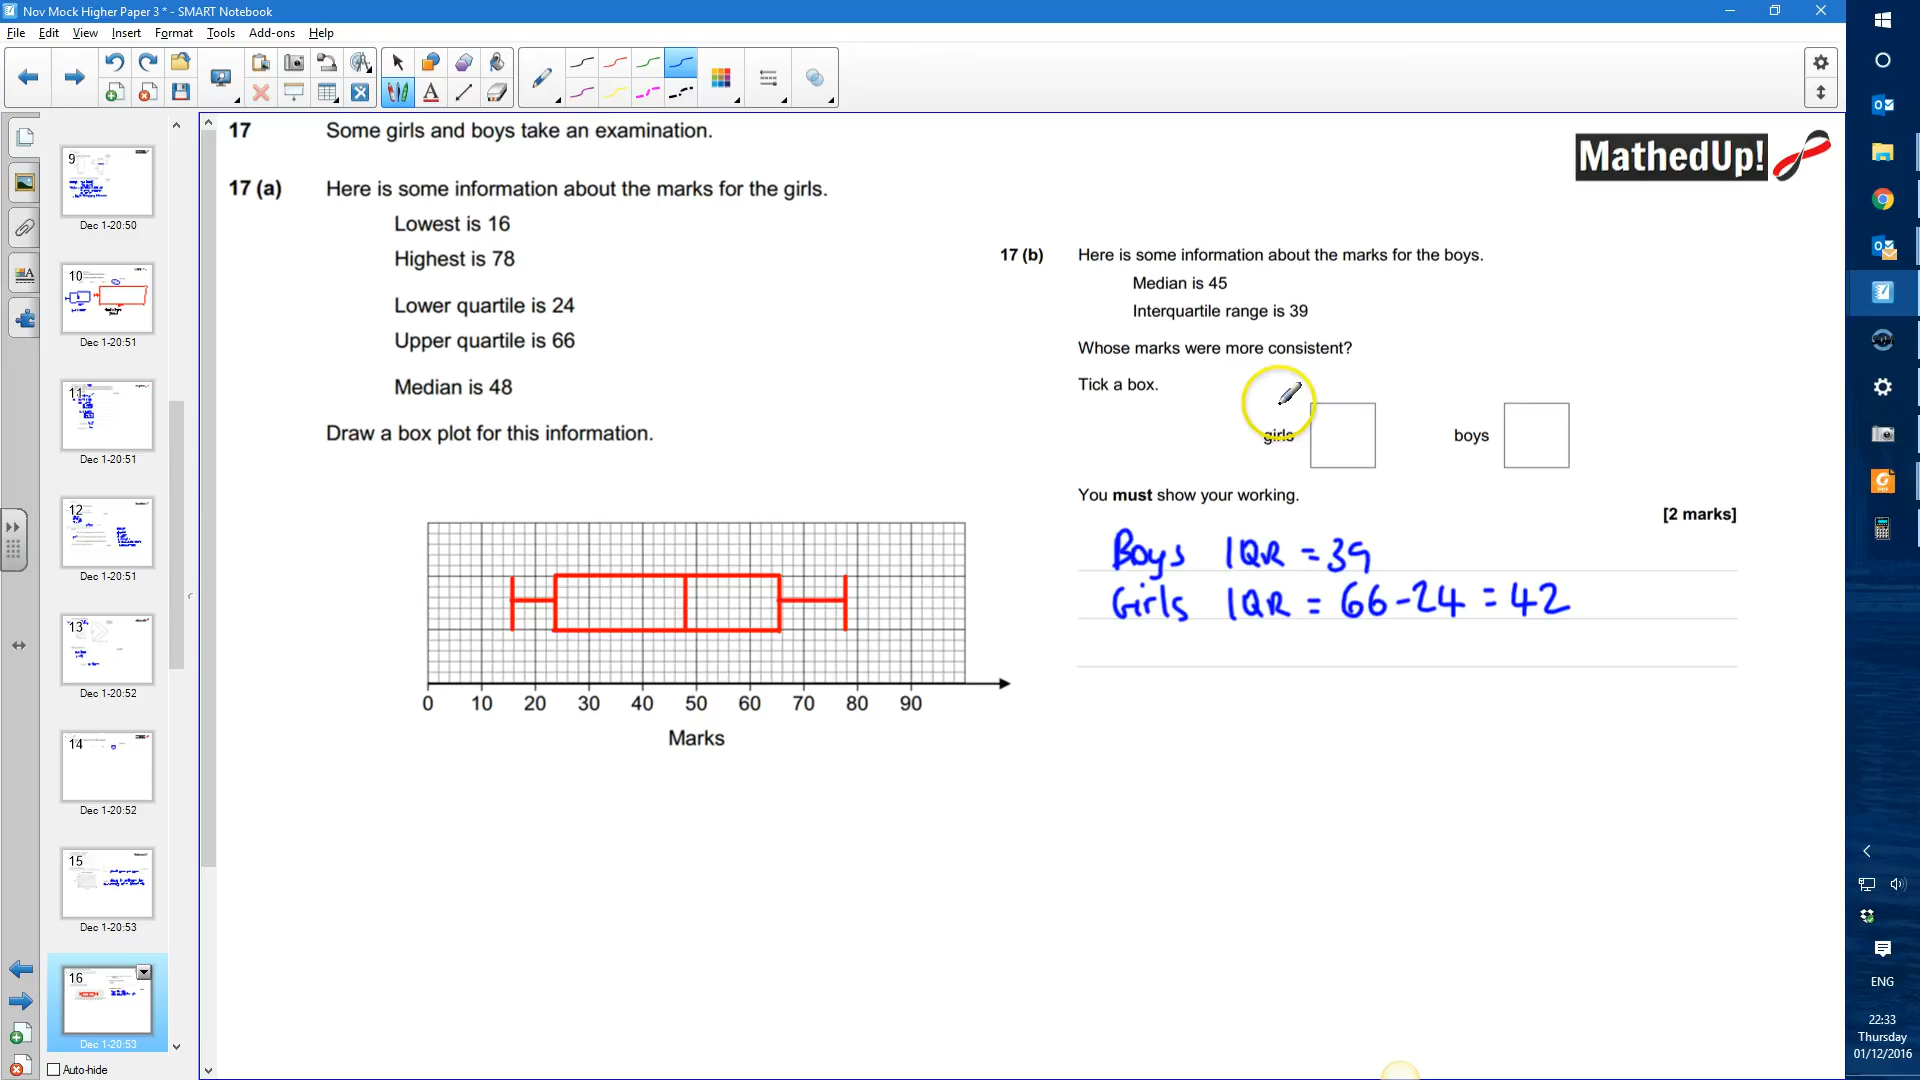 Nov Mock Higher Paper 3 * - SMART Notebook
File Edit View Insert Format Tools Add-ons Help
9
Dec 1-20:50
10
Dec 1-20:51
11
Dec 1-20:51
12
Dec 1-20:51
13
Dec 1-20:52
14
Dec 1-20:52
15
Dec 1-20:53
16
Dec 1-20:53
Auto-hide
MathedUp!
17 Some girls and boys take an examination.
17 (a) Here is some information about the marks for the girls.
Lowest is 16
Highest is 78
Lower quartile is 24
Upper quartile is 66
Median is 48
Draw a box plot for this information.
0 10 20 30 40 50 60 70 80 90
Marks
17 (b) Here is some information about the marks for the boys.
Median is 45
Interquartile range is 39
Whose marks were more consistent?
Tick a box.
girls boys
You must show your working.
[2 marks]
Boys IQR = 39
Girls IQR = 66-24 = 42
ENG
22:33
Thursday
01/12/2016